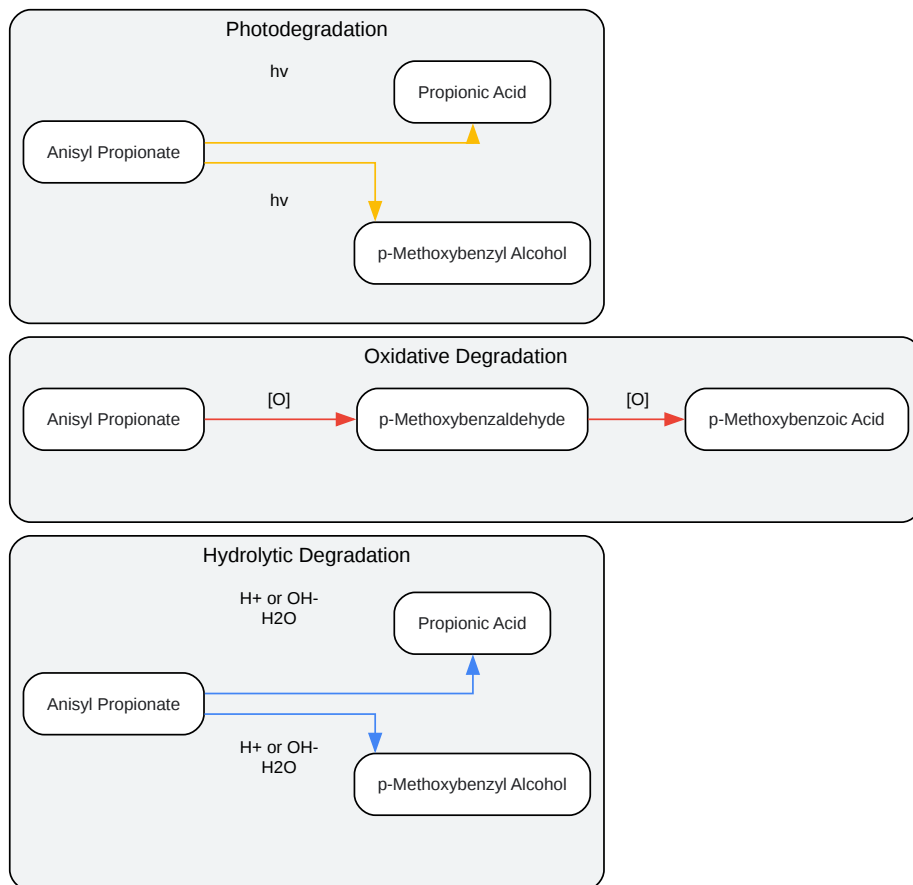 Photodegradation
hv
Propionic Acid
Anisyl Propionate
hv
p-Methoxybenzyl Alcohol
Oxidative Degradation
Anisyl Propionate
[O]
p-Methoxybenzaldehyde
[O]
p-Methoxybenzoic Acid
Hydrolytic Degradation
H+ or OH-
H2O
Propionic Acid
Anisyl Propionate
H+ or OH-
H2O
p-Methoxybenzyl Alcohol